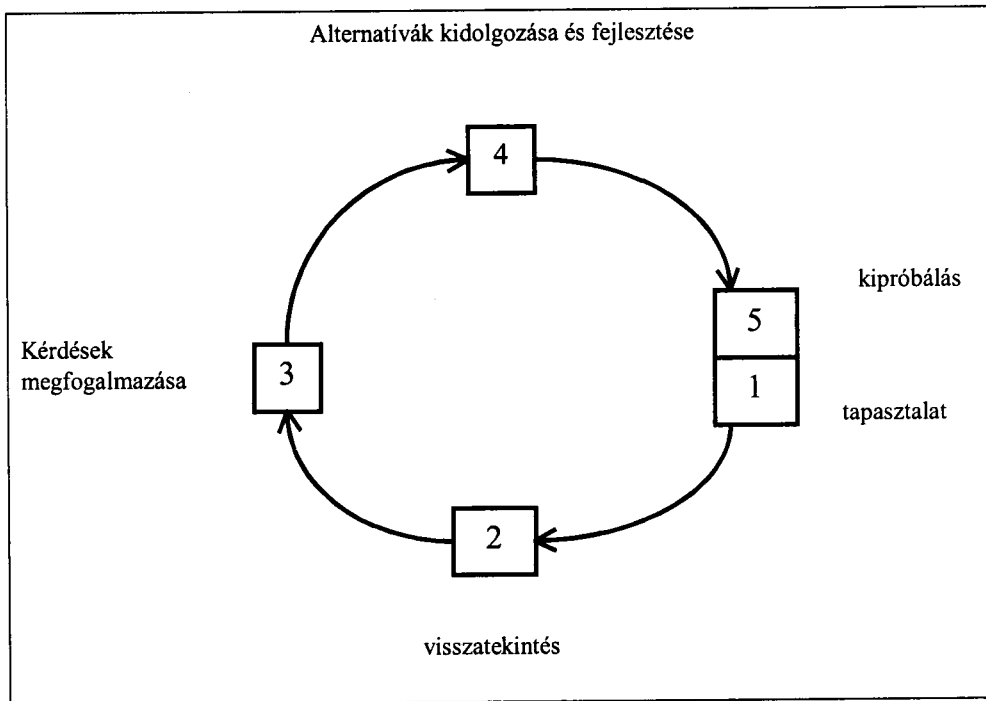 Alternatívák kidolgozása és fejlesztése
4
kipróbálás
5
Kérdések
megfogalmazása
3
1
tapasztalat
2
visszatekintés